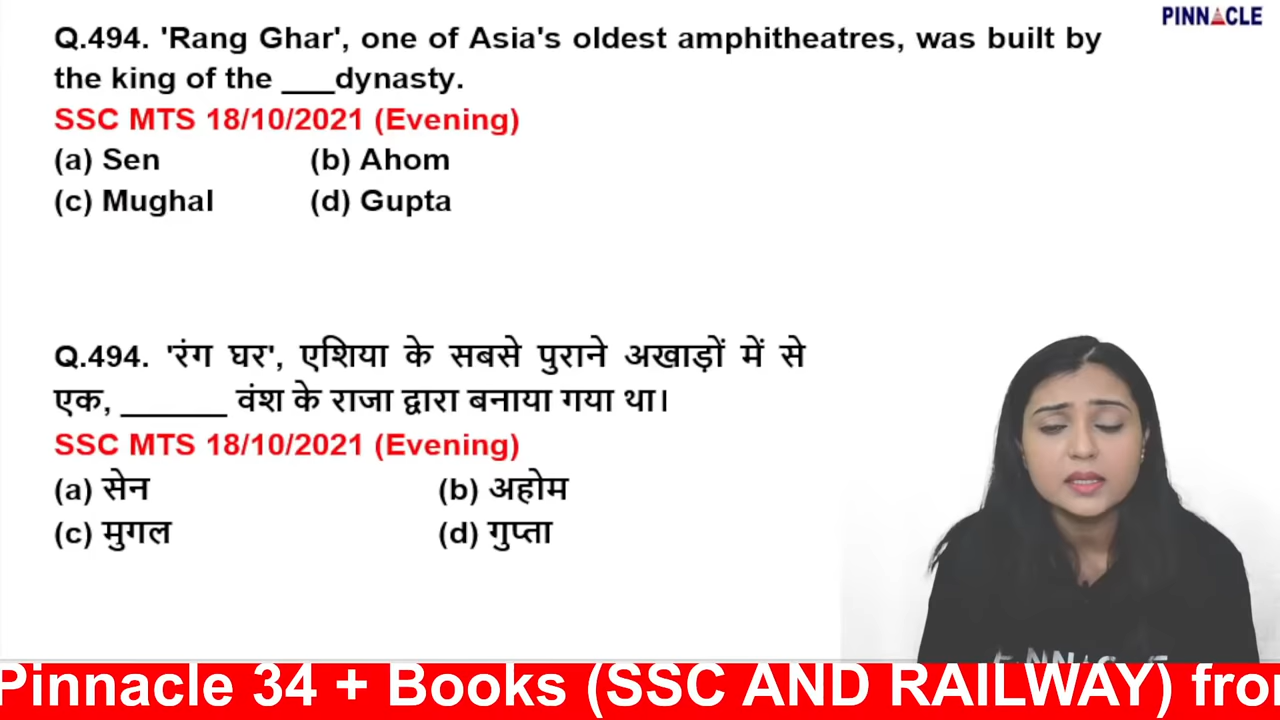 PINNACLE
Q.494. 'Rang Ghar', one of Asia's oldest amphitheatres, was built by
the king of the ___dynasty.
SSC MTS 18/10/2021 (Evening)
(a) Sen (b) Ahom
(c) Mughal (d) Gupta
Q.494. 'रंग घर', एशिया के सबसे पुराने अखाड़ों में से
एक, ______ वंश के राजा द्वारा बनाया गया था।
SSC MTS 18/10/2021 (Evening)
(a) सेन (b) अहोम
(c) मुगल (d) गुप्ता
Pinnacle 34 + Books (SSC AND RAILWAY) from